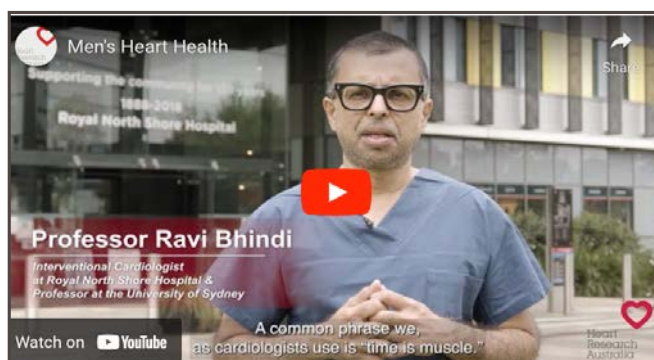 Men's Heart Health
Share
Supporting the community
1885-2018
Royal North Shore Hospital
Professor Ravi Bhindi
Interventional Cardiologist
at Royal North Shore Hospital &
Professor at the University of Sydney
Watch on YouTube
A common phrase we,
as cardiologists use is "time is muscle."
Heart
Research
Australia